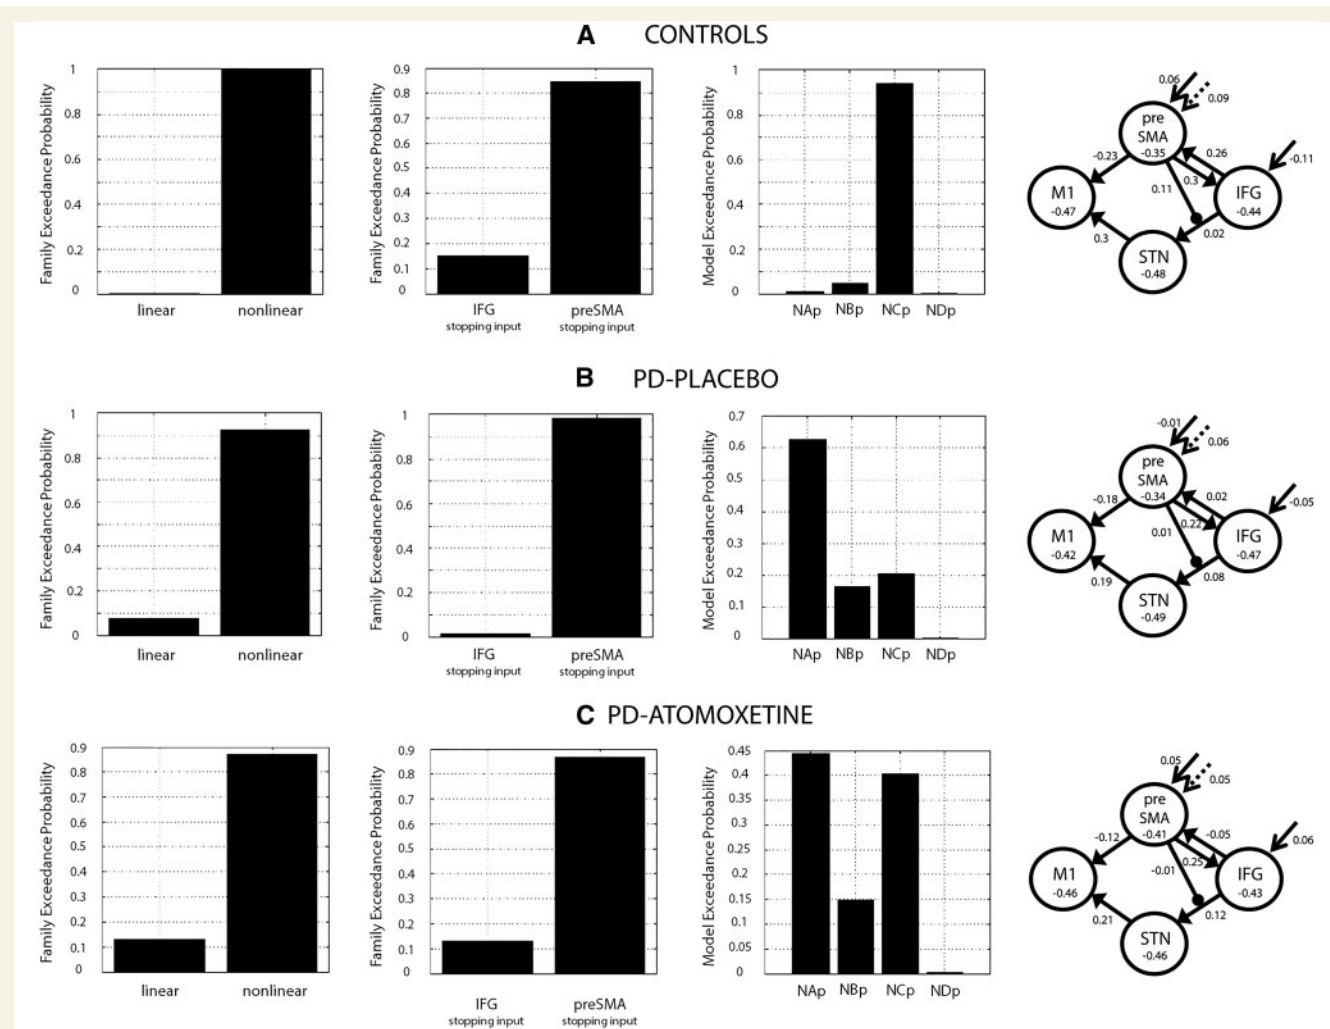 A CONTROLS
Family Exceedance Probability
1
0.8
0.6
0.4
0.2
0
linear nonlinear
Family Exceedance Probability
0.9
0.8
0.7
0.6
0.5
0.4
0.3
0.2
0.1
0
IFG preSMA
stopping input stopping input
Model Exceedance Probability
1
0.8
0.6
0.4
0.2
0
NAp NBp NCp NDp
0.06
0.09
pre
SMA
-0.35
-0.23
0.26
-0.11
0.3
0.11
M1
-0.47
IFG
-0.44
0.3
0.02
STN
-0.48
B PD-PLACEBO
Family Exceedance Probability
1
0.8
0.6
0.4
0.2
0
linear nonlinear
Family Exceedance Probability
1
0.8
0.6
0.4
0.2
0
IFG preSMA
stopping input stopping input
Model Exceedance Probability
0.7
0.6
0.5
0.4
0.3
0.2
0.1
0
NAp NBp NCp NDp
-0.01
0.06
pre
SMA
-0.34
-0.18
0.02
-0.05
0.22
0.01
M1
-0.42
IFG
-0.47
0.19
0.08
STN
-0.49
C PD-ATOMOXETINE
Family Exceedance Probability
0.9
0.8
0.7
0.6
0.5
0.4
0.3
0.2
0.1
0
linear nonlinear
Family Exceedance Probability
0.9
0.8
0.7
0.6
0.5
0.4
0.3
0.2
0.1
0
IFG preSMA
stopping input stopping input
Model Exceedance Probability
0.45
0.4
0.35
0.3
0.25
0.2
0.15
0.1
0.05
0
NAp NBp NCp NDp
0.05
0.05
pre
SMA
-0.41
-0.12
-0.05
0.06
0.25
-0.01
M1
-0.46
IFG
-0.43
0.21
0.12
STN
-0.46